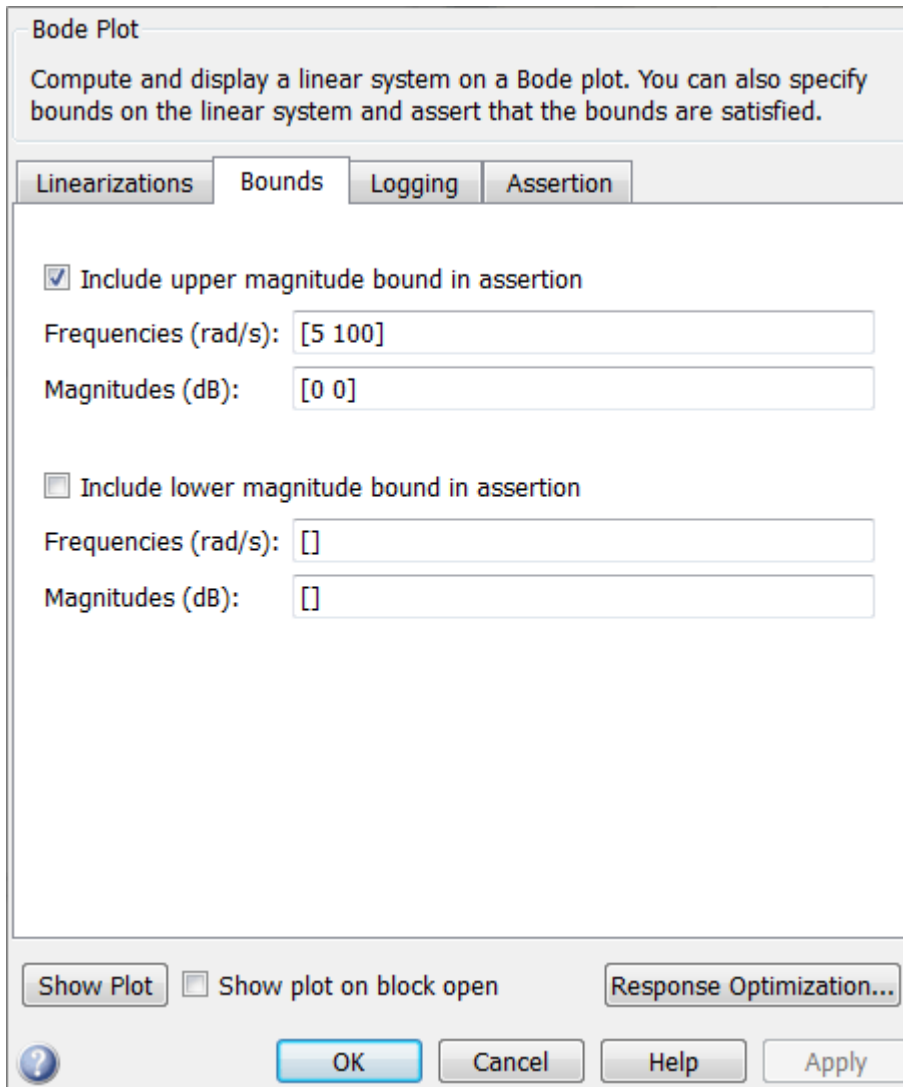 Bode Plot
Compute and display a linear system on a Bode plot. You can also specify
bounds on the linear system and assert that the bounds are satisfied.
Linearizations Bounds Logging Assertion
Include upper magnitude bound in assertion
Frequencies (rad/s): [5 100]
Magnitudes (dB): [0 0]
Include lower magnitude bound in assertion
Frequencies (rad/s): []
Magnitudes (dB): []
Show Plot Show plot on block open Response Optimization...
? OK Cancel Help Apply